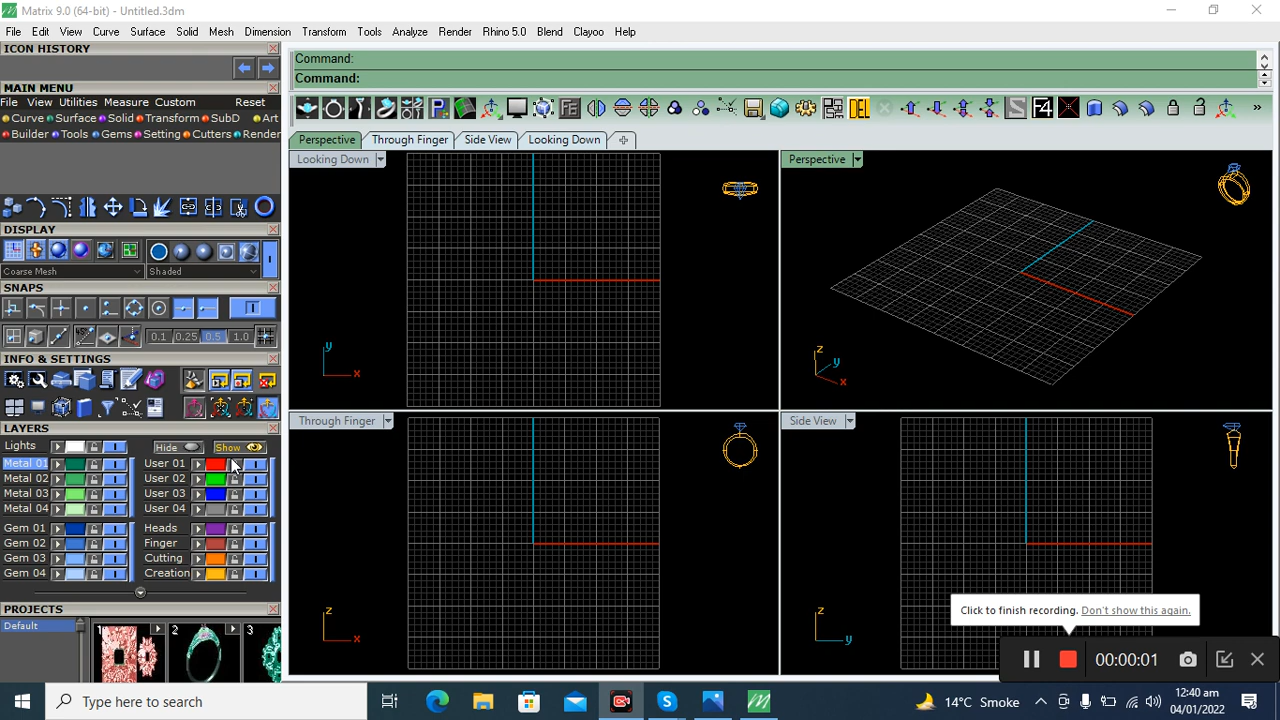 Matrix 9.0 (64-bit) - Untitled.3dm
File Edit View Curve Surface Solid Mesh Dimension Transform Tools Analyze Render Rhino 5.0 Blend Clayoo Help
ICON HISTORY
Command:
Command:
MAIN MENU
File View Utilities Measure Custom Reset
Curve Surface Solid Transform SubD Art
Builder Tools Gems Setting Cutters Render
Perspective Through Finger Side View Looking Down
Looking Down
Perspective
DISPLAY
Coarse Mesh Shaded
SNAPS
0.1 0.25 0.5 1.0
INFO & SETTINGS
LAYERS
Lights Hide Show
Metal 01 User 01
Metal 02 User 02
Metal 03 User 03
Metal 04 User 04
Gem 01 Heads
Gem 02 Finger
Gem 03 Cutting
Gem 04 Creation
PROJECTS
Default
1 2 3
y
x
z
y
x
Through Finger
Side View
z
x
z
y
DEL
F4
Click to finish recording. Don't show this again.
00:00:01
Type here to search
14°C Smoke
12:40 am
04/01/2022